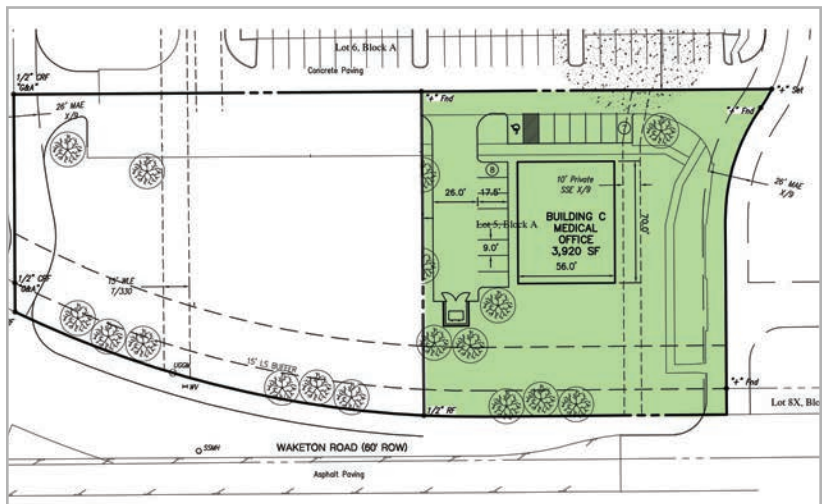 Lot 6, Block A
Concrete Paving
1/2" CRF
"G&A"
"+" Fnd
"+" Set
"+" Fnd
26' MAE
X/9
26' MAE
X/9
7
8
10' Private
SSE X/9
26.0'
17.5'
Lot 5, Block A
9.0'
BUILDING C
MEDICAL
OFFICE
3,920 SF
56.0'
70.0'
1/2" CRF
"G&A"
15' WLE
T/330
15' LS BUFFER
UGGM
WV
"+" Fnd
1/2" RF
Lot 8X, Blo
SSMH
WAKETON ROAD (60' ROW)
Asphalt Paving